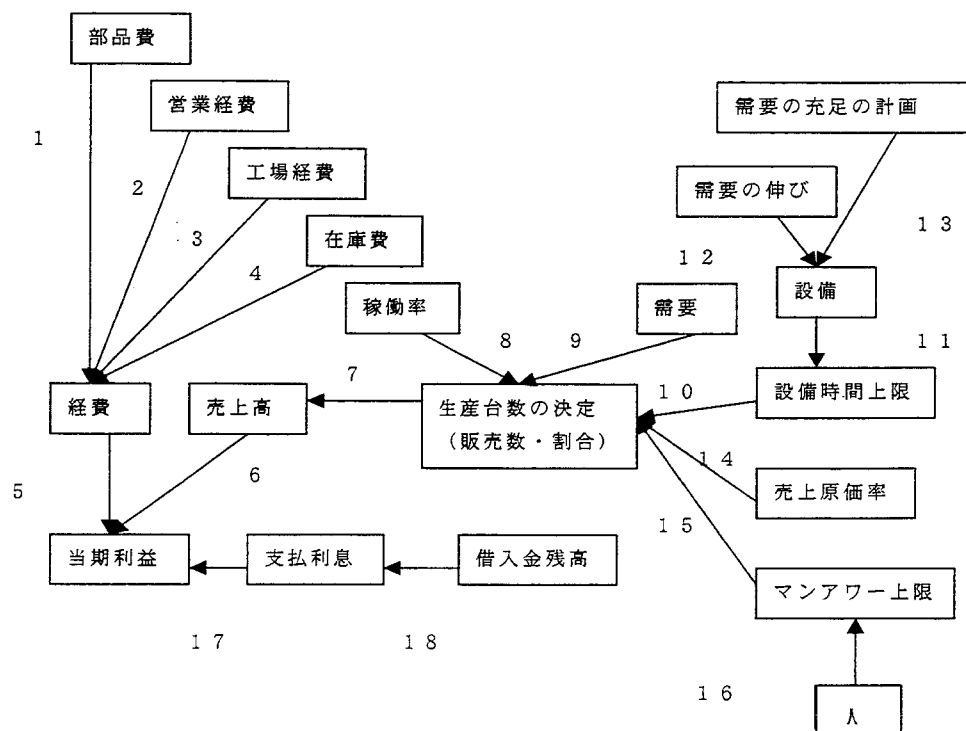 部品費
営業経費
需要の充足の計画
1
工場経費
2
需要の伸び
3
在庫費
13
4
12
設備
稼働率
需要
8
9
11
7
経費
売上高
生産台数の決定
(販売数・割合)
10
設備時間上限
14
5
6
売上原価率
15
当期利益
支払利息
借入金残高
マンアワー上限
17
18
16
人